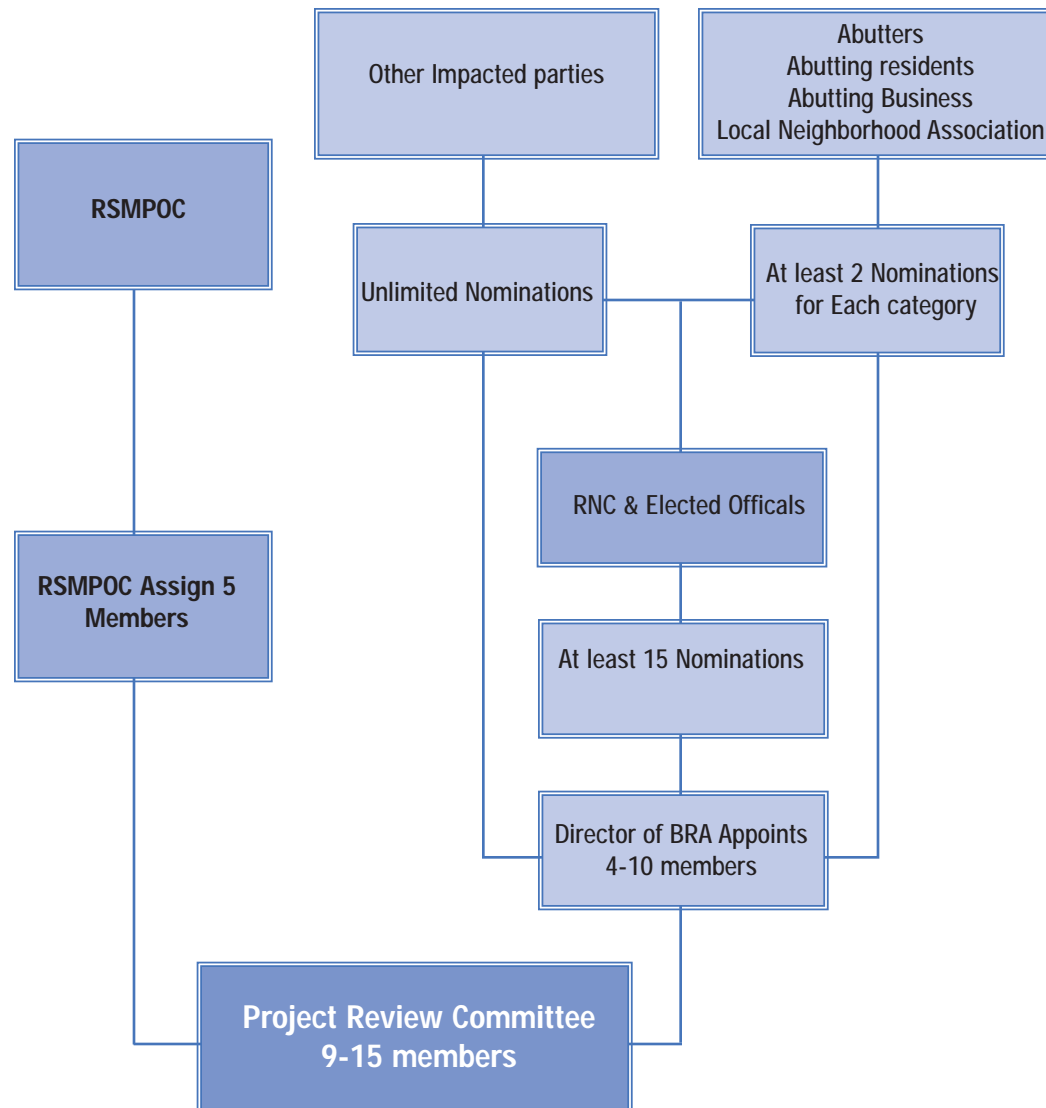 Other Impacted parties
Abutters
Abutting residents
Abutting Business
Local Neighborhood Association
RSMPOC
Unlimited Nominations
At least 2 Nominations
for Each category
RNC & Elected Officals
RSMPOC Assign 5
Members
At least 15 Nominations
Director of BRA Appoints
4-10 members
Project Review Committee
9-15 members